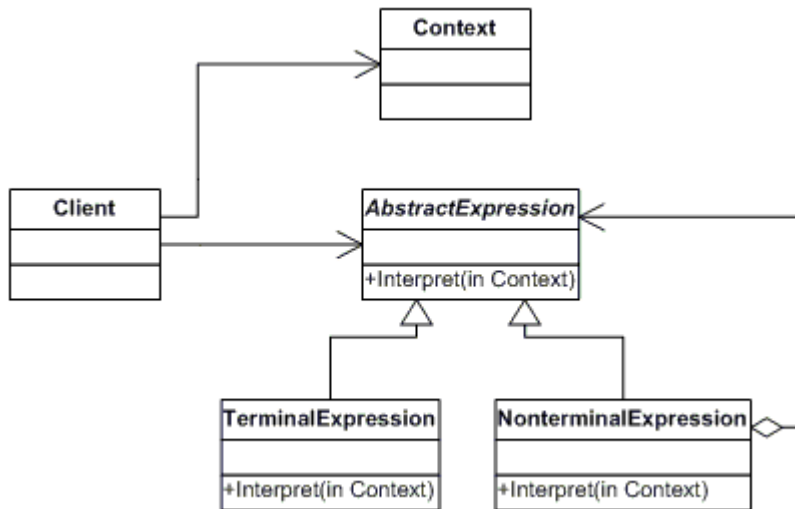 Context
Client
AbstractExpression
+Interpret(in Context)
TerminalExpression
+Interpret(in Context)
NonterminalExpression
+Interpret(in Context)